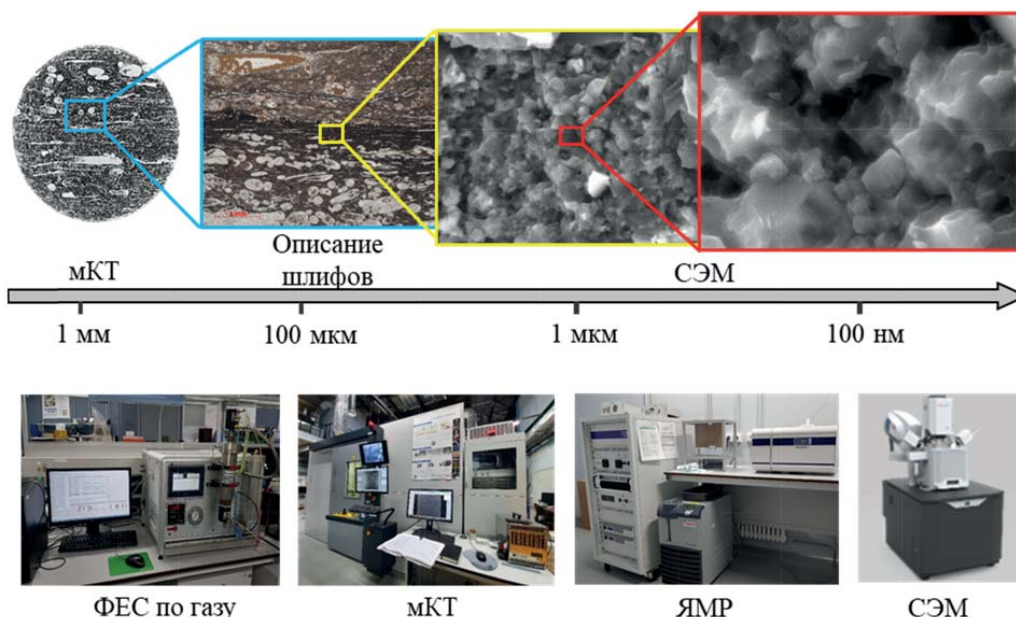 мКТ
Описание
шлифов
СЭМ
1 мм
100 мкм
1 мкм
100 нм
ФЕС по газу
мКТ
ЯМР
СЭМ